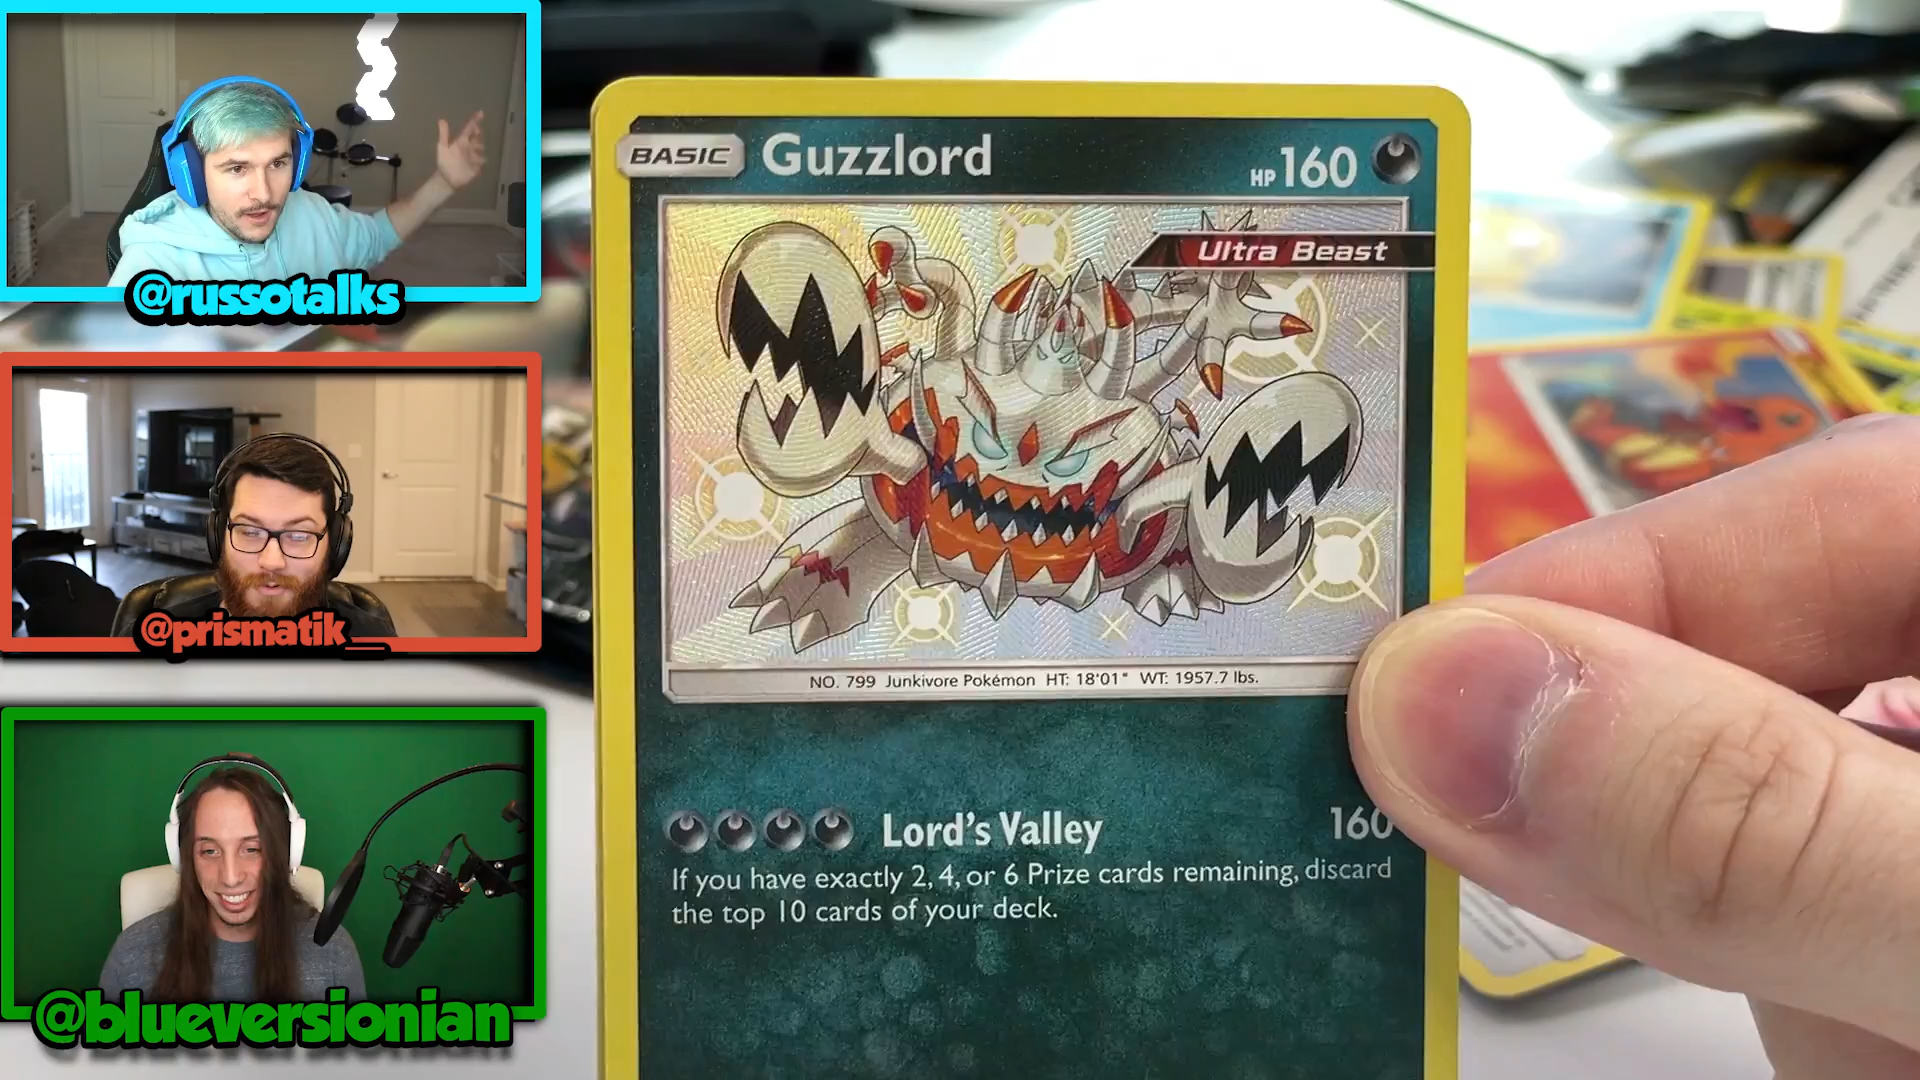 @russotalks
@prismatik__
@blueversionian
BASIC Guzzlord HP 160
Ultra Beast
NO. 799 Junkivore Pokémon HT: 18'01" WT: 1957.7 lbs.
Lord's Valley 160
If you have exactly 2, 4, or 6 Prize cards remaining, discard
the top 10 cards of your deck.